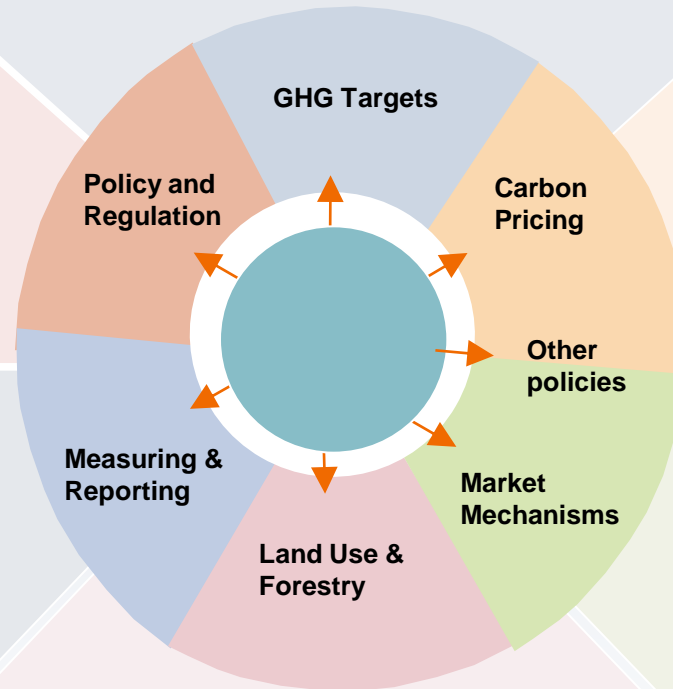 GHG Targets
Policy and
Regulation
Carbon
Pricing
Other
policies
Measuring &
Reporting
Market
Mechanisms
Land Use &
Forestry